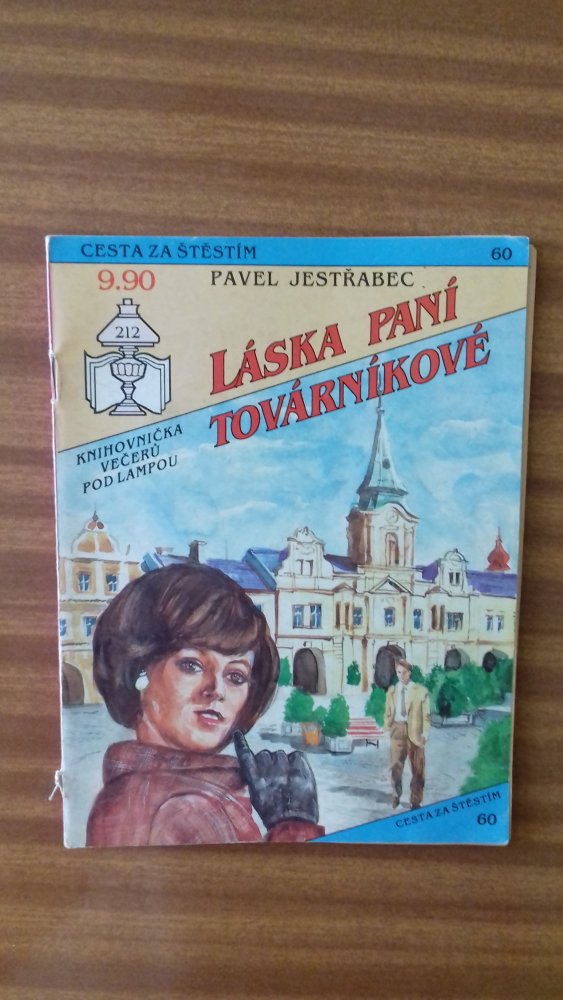 CESTA ZA ŠTĚSTÍM 60
9.90 PAVEL JESTŘABEC
212
LÁSKA PANÍ
TOVÁRNÍKOVÉ
KNIHOVNIČKA
VEČERŮ
POD LAMPOU
CESTA ZA ŠTĚSTÍM
60